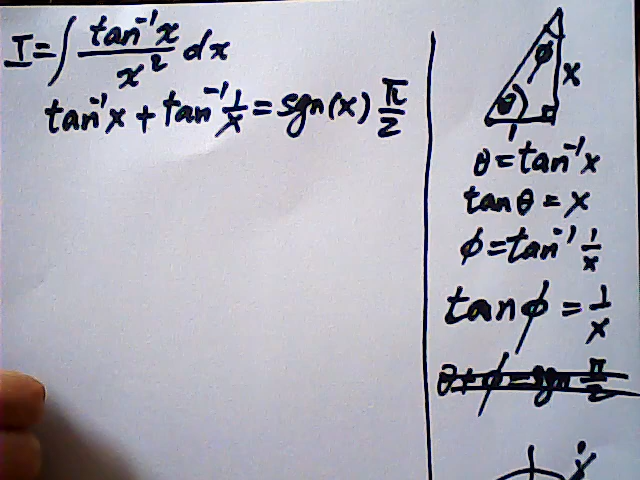 I = ∫ tan⁻¹x / x² dx
tan⁻¹x + tan⁻¹ 1/x = sgn(x) π/2
ϕ
x
θ
1
θ = tan⁻¹x
tan θ = x
ϕ = tan⁻¹ 1/x
tan ϕ = 1/x
θ + ϕ = sgn π/2